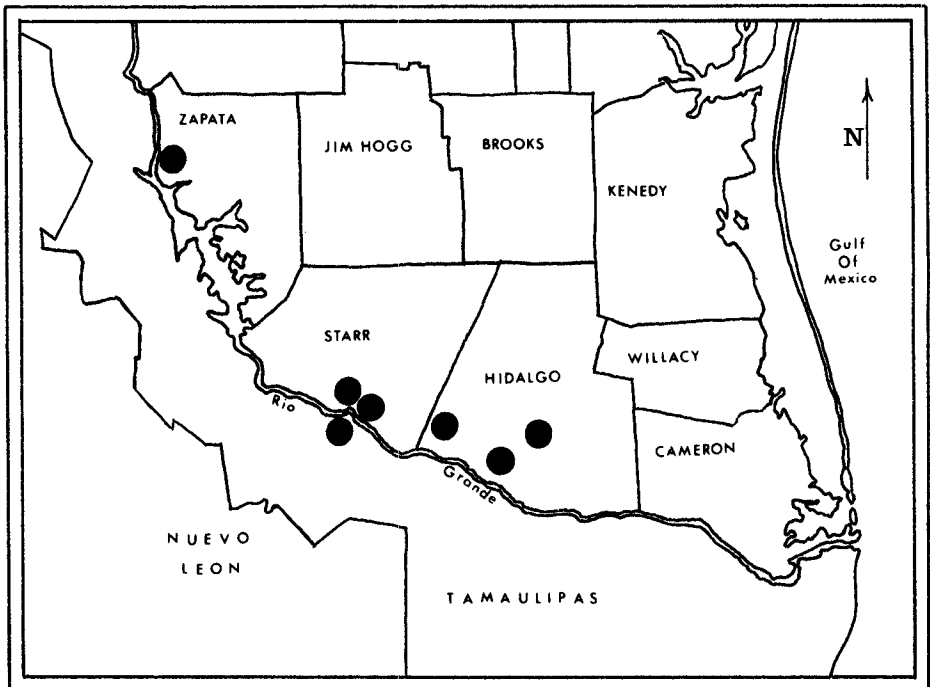 ZAPATA
JIM HOGG
BROOKS
N
KENEDY
Gulf
Of
Mexico
STARR
WILLACY
HIDALGO
Rio
CAMERON
Grande
NUEVO
LEON
TAMAULIPAS